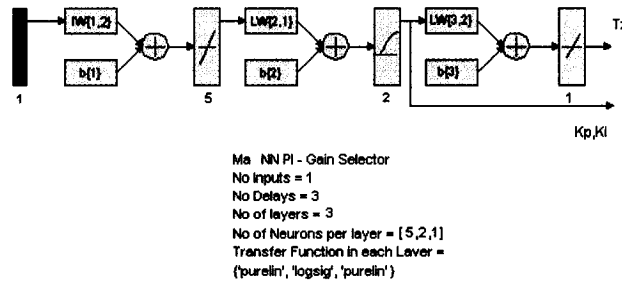 IW{1,2}
LW{2,1}
LW{3,2}
b{1}
b{2}
b{3}
1
5
2
1
Kp,Ki
Ma NN PI - Gain Selector
No Inputs = 1
No Delays = 3
No of layers = 3
No of Neurons per layer = [5,2,1]
Transfer Function in each Layer =
{'purelin', 'logsig', 'purelin' }